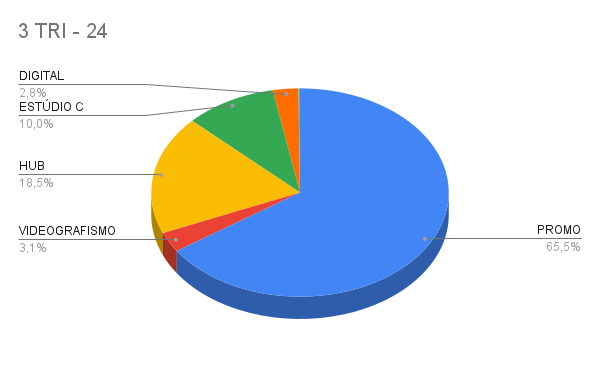 3 TRI - 24
DIGITAL
2,8%
ESTÚDIO C
10,0%
HUB
18,5%
VIDEOGRAFISMO
3,1%
PROMO
65,5%